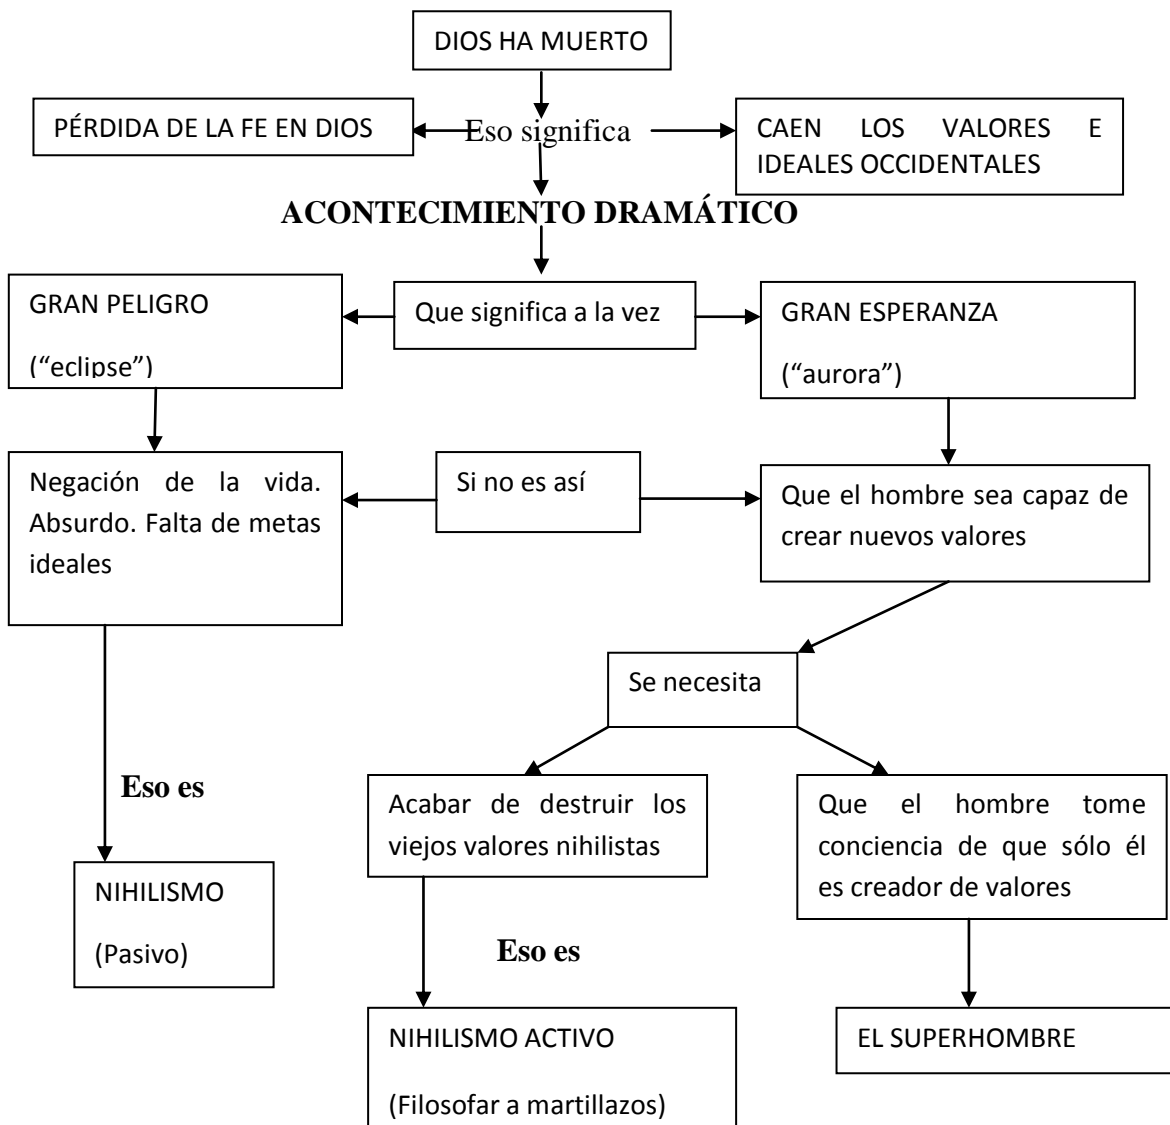 DIOS HA MUERTO
PÉRDIDA DE LA FE EN DIOS
Eso significa
CAEN LOS VALORES E
IDEALES OCCIDENTALES
ACONTECIMIENTO DRAMÁTICO
GRAN PELIGRO
(“eclipse”)
Que significa a la vez
GRAN ESPERANZA
(“aurora”)
Negación de la vida.
Absurdo. Falta de metas
ideales
Si no es así
Que el hombre sea capaz de
crear nuevos valores
Se necesita
Eso es
Acabar de destruir los
viejos valores nihilistas
Que el hombre tome
conciencia de que sólo él
es creador de valores
NIHILISMO
(Pasivo)
Eso es
NIHILISMO ACTIVO
(Filosofar a martillazos)
EL SUPERHOMBRE